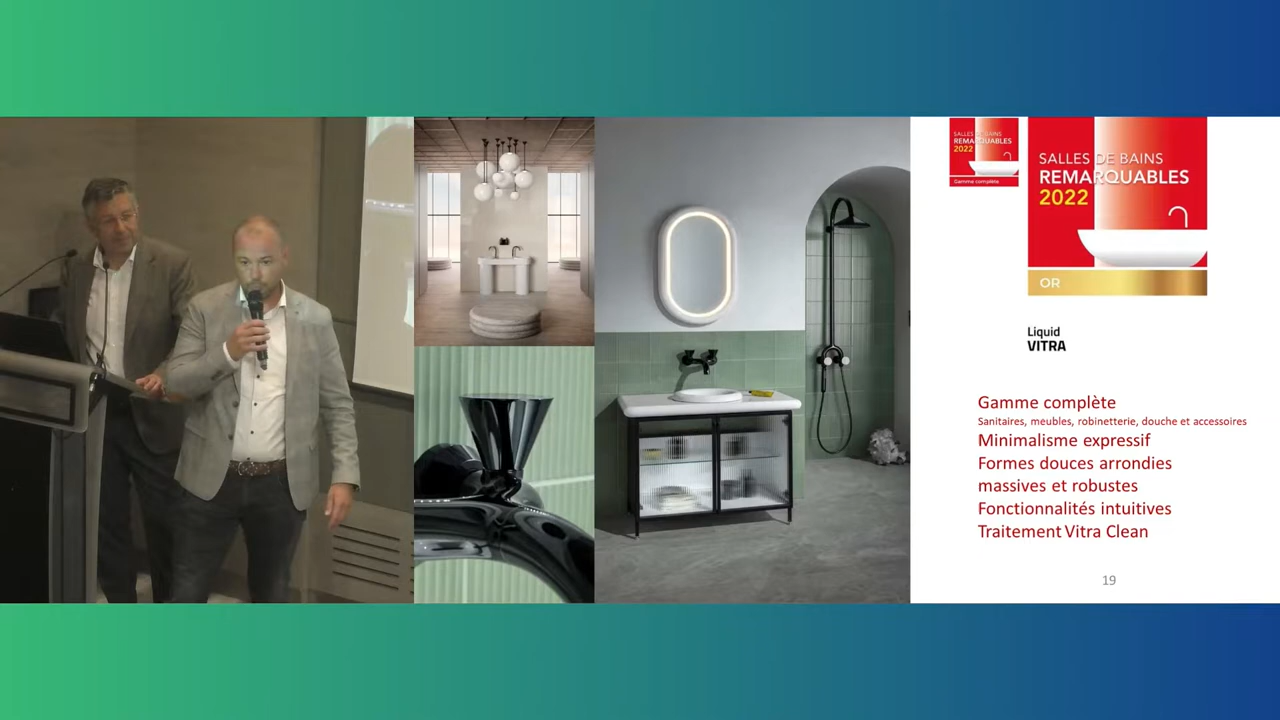 SALLES DE BAINS
REMARQUABLES
2022
Gamme complète
SALLES DE BAINS
REMARQUABLES
2022
OR
Liquid
VITRA
Gamme complète
Sanitaires, meubles, robinetterie, douche et accessoires
Minimalisme expressif
Formes douces arrondies
massives et robustes
Fonctionnalités intuitives
Traitement Vitra Clean
19